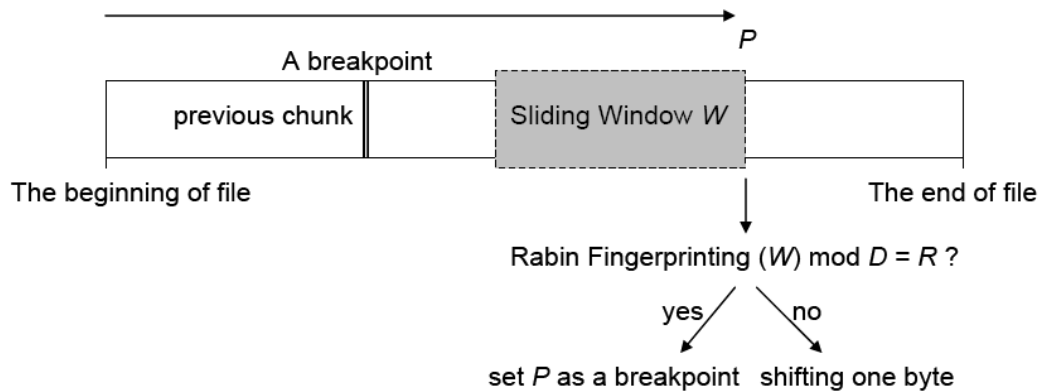 P
A breakpoint
previous chunk
Sliding Window W
The beginning of file
The end of file
Rabin Fingerprinting (W) mod D = R ?
yes
no
set P as a breakpoint
shifting one byte